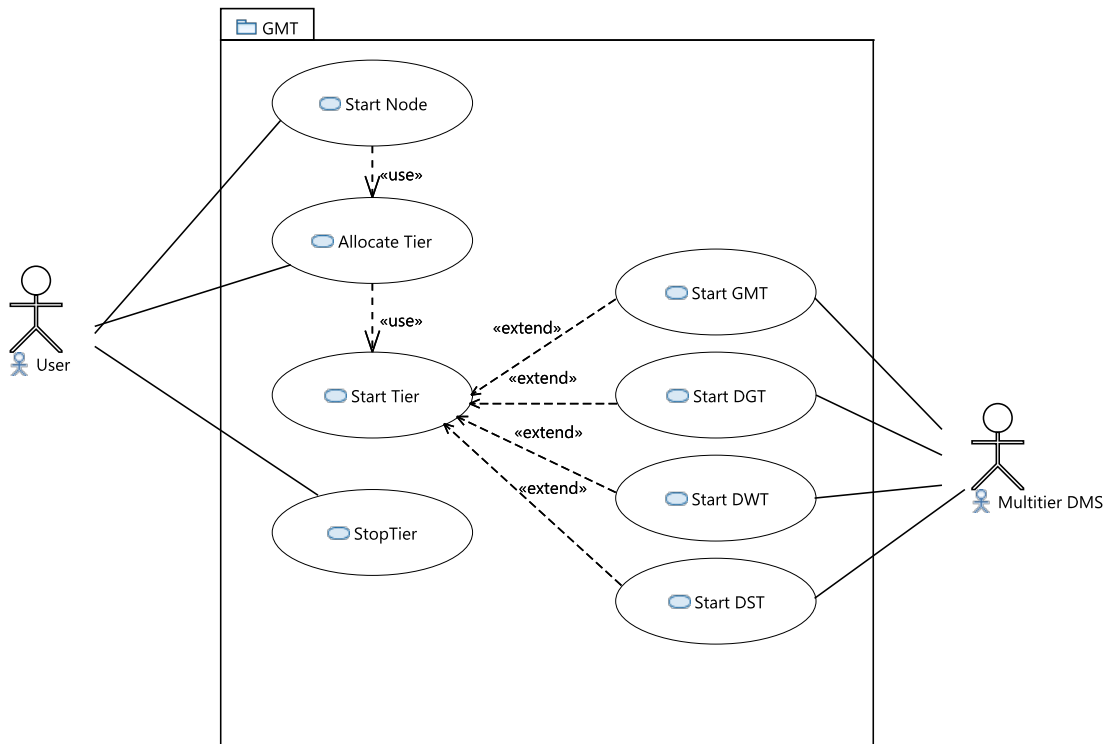 GMT
Start Node
«use»
Allocate Tier
«use»
Start Tier
StopTier
Start GMT
«extend»
Start DGT
«extend»
Start DWT
«extend»
Start DST
«extend»
User
Multitier DMS